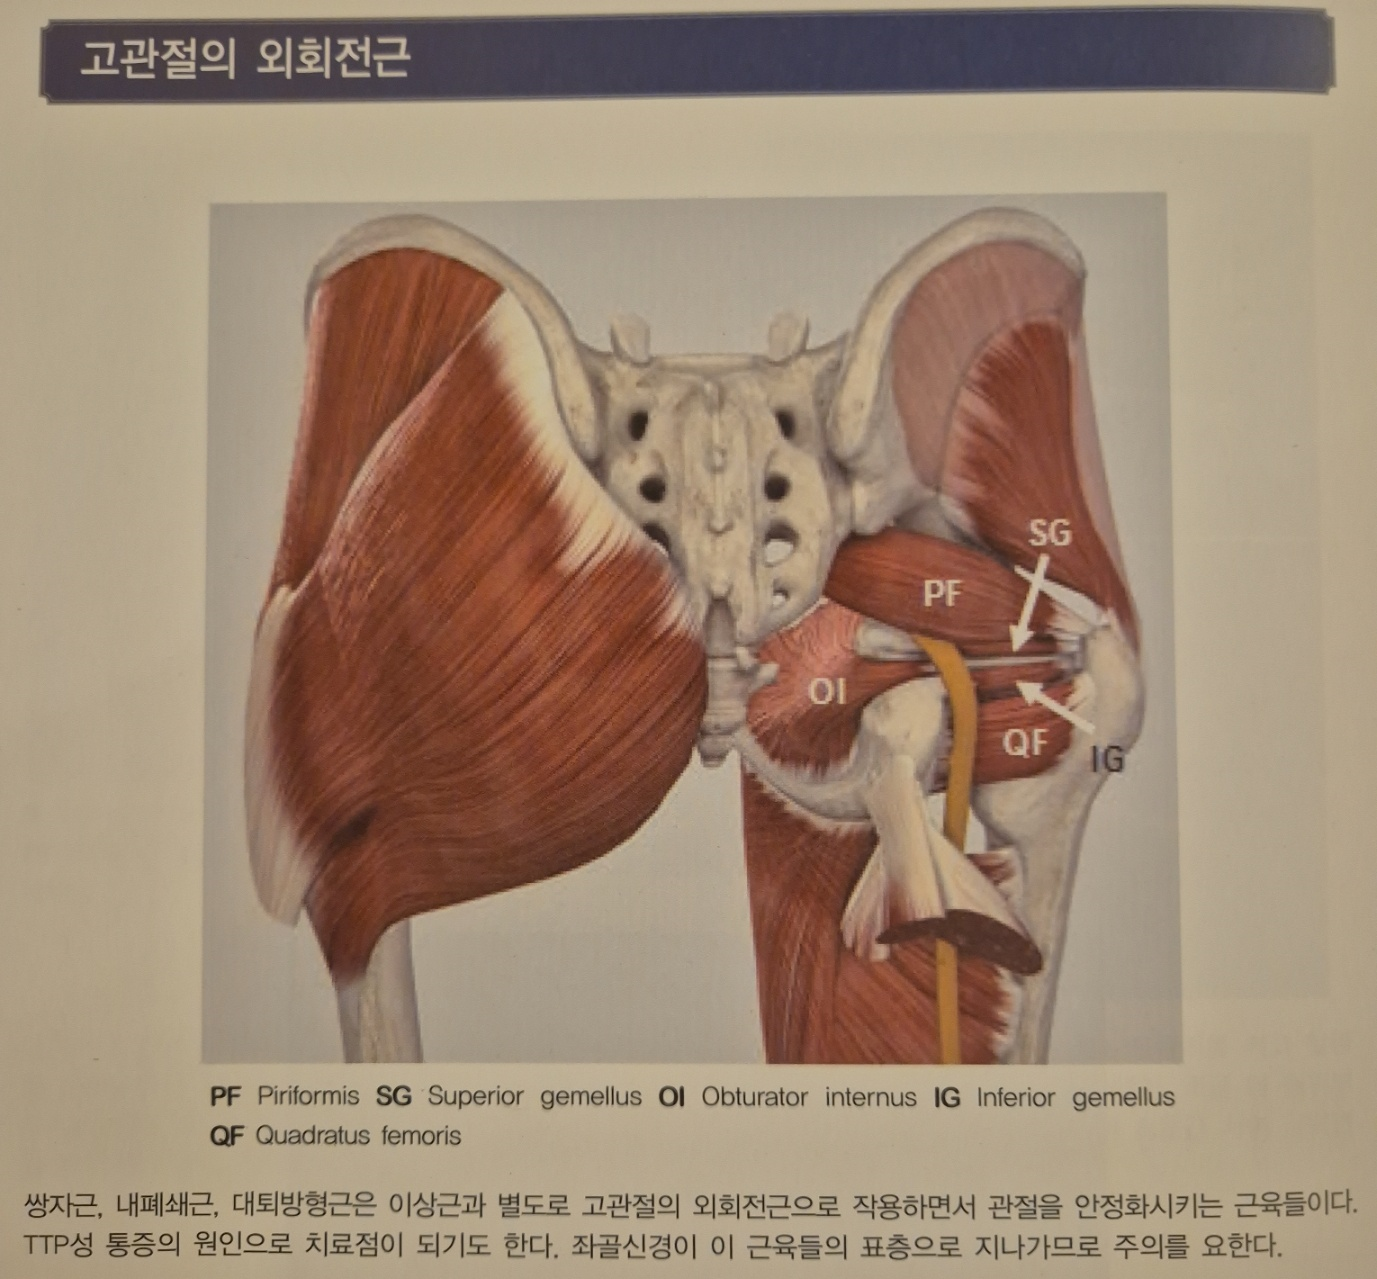 고관절의 외회전근
SG
PF
OI
QF
IG
PF Piriformis SG Superior gemellus OI Obturator internus IG Inferior gemellus
QF Quadratus femoris
쌍자근, 내폐쇄근, 대퇴방형근은 이상근과 별도로 고관절의 외회전근으로 작용하면서 관절을 안정화시키는 근육들이다.
TTP성 통증의 원인으로 치료점이 되기도 한다. 좌골신경이 이 근육들의 표층으로 지나가므로 주의를 요한다.